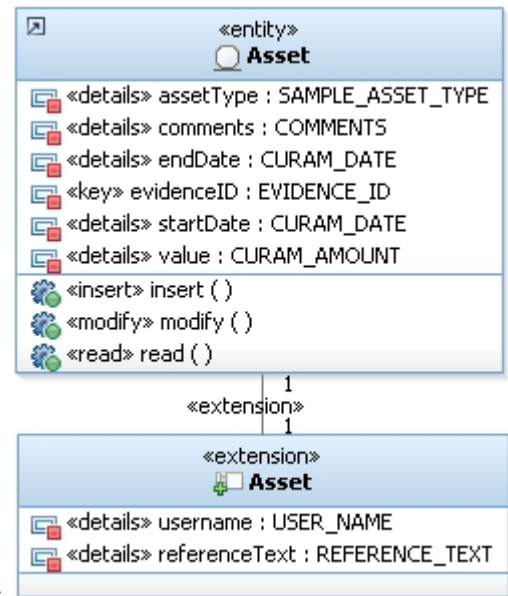 «entity»
Asset
«details» assetType : SAMPLE_ASSET_TYPE
«details» comments : COMMENTS
«details» endDate : CURAM_DATE
«key» evidenceID : EVIDENCE_ID
«details» startDate : CURAM_DATE
«details» value : CURAM_AMOUNT
«insert» insert ( )
«modify» modify ( )
«read» read ( )
1
«extension»
1
«extension»
Asset
«details» username : USER_NAME
«details» referenceText : REFERENCE_TEXT